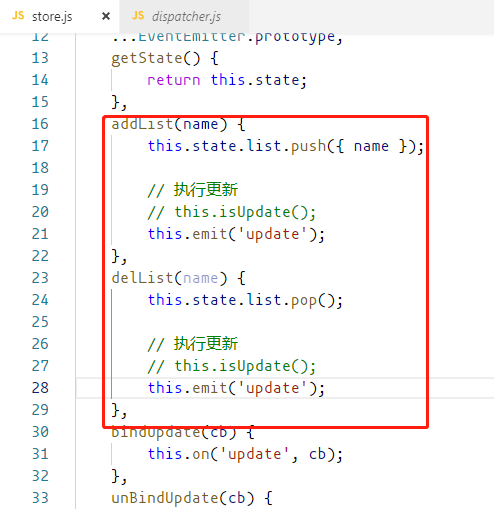 JS store.js × JS dispatcher.js
12 ...EventEmitter.prototype,
13 getState() {
14 return this.state;
15 },
16 addList(name) {
17 this.state.list.push({ name });
18
19 // 执行更新
20 // this.isUpdate();
21 this.emit('update');
22 },
23 delList(name) {
24 this.state.list.pop();
25
26 // 执行更新
27 // this.isUpdate();
28 this.emit('update');
29 },
30 bindUpdate(cb) {
31 this.on('update', cb);
32 },
33 unBindUpdate(cb) {